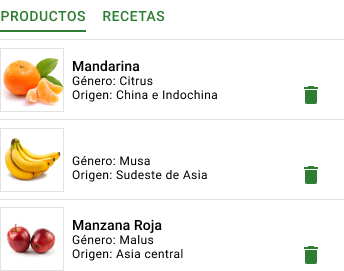 PRODUCTOS RECETAS
Mandarina
Género: Citrus
Origen: China e Indochina
Género: Musa
Origen: Sudeste de Asia
Manzana Roja
Género: Malus
Origen: Asia central